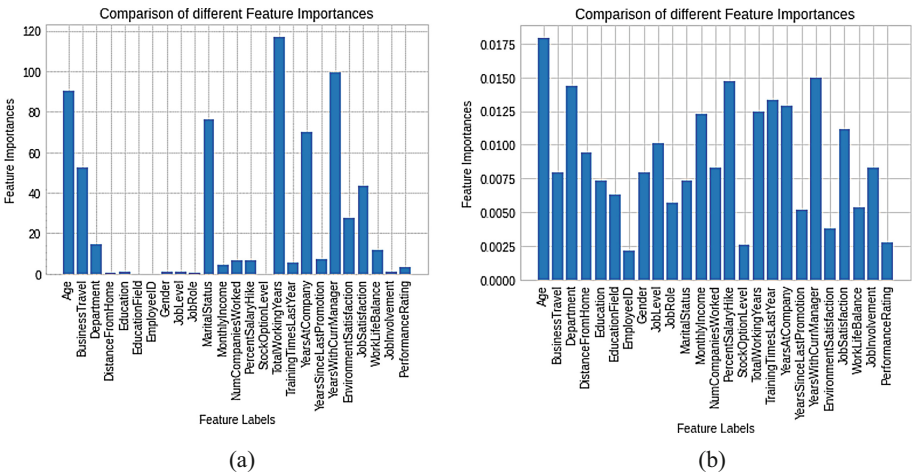 Comparison of different Feature Importances
Feature Importances
120
100
80
60
40
20
0
Age
BusinessTravel
Department
DistanceFromHome
Education
EducationField
EmployeeID
Gender
JobLevel
JobRole
MaritalStatus
MonthlyIncome
NumCompaniesWorked
PercentSalaryHike
StockOptionLevel
TotalWorkingYears
TrainingTimesLastYear
YearsAtCompany
YearsSinceLastPromotion
YearsWithCurrManager
EnvironmentSatisfaction
JobSatisfaction
WorkLifeBalance
JobInvolvement
PerformanceRating
Feature Labels
(a)
Comparison of different Feature Importances
Feature Importances
0.0175
0.0150
0.0125
0.0100
0.0075
0.0050
0.0025
0.0000
Age
BusinessTravel
Department
DistanceFromHome
Education
EducationField
EmployeeID
Gender
JobLevel
JobRole
MaritalStatus
MonthlyIncome
NumCompaniesWorked
PercentSalaryHike
StockOptionLevel
TotalWorkingYears
TrainingTimesLastYear
YearsAtCompany
YearsSinceLastPromotion
YearsWithCurrManager
EnvironmentSatisfaction
JobSatisfaction
WorkLifeBalance
JobInvolvement
PerformanceRating
Feature Labels
(b)